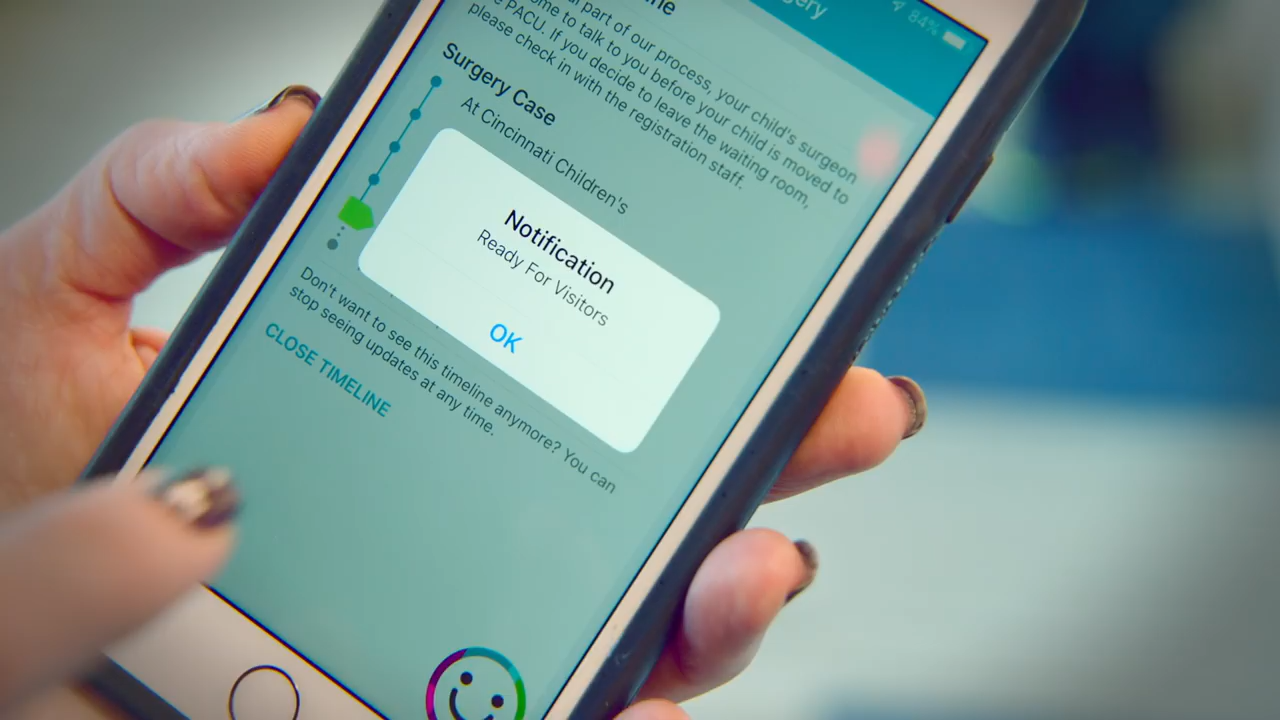 84%
part of our process, your child's surgeon
to talk to you before your child is moved to
PACU. If you decide to leave the waiting room,
please check in with the registration staff.
Surgery Case
At Cincinnati Children's
Notification
Ready For Visitors
OK
Don't want to see this timeline anymore? You can
stop seeing updates at any time.
CLOSE TIMELINE